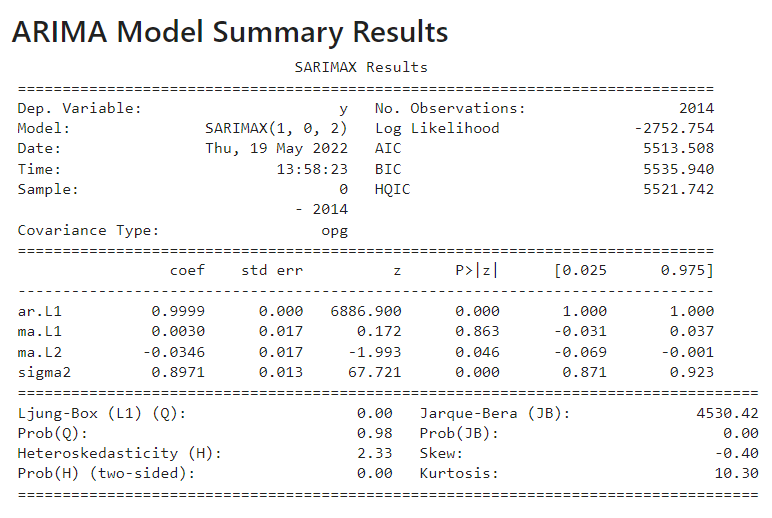 ARIMA Model Summary Results
SARIMAX Results
==============================================================================
Dep. Variable:                      y   No. Observations:                 2014
Model:               SARIMAX(1, 0, 2)   Log Likelihood               -2752.754
Date:                Thu, 19 May 2022   AIC                           5513.508
Time:                        13:58:23   BIC                           5535.940
Sample:                             0   HQIC                          5521.742
- 2014
Covariance Type:                  opg
==============================================================================
coef    std err          z      P>|z|      [0.025      0.975]
------------------------------------------------------------------------------
ar.L1          0.9999      0.000   6886.900      0.000       1.000       1.000
ma.L1          0.0030      0.017      0.172      0.863      -0.031       0.037
ma.L2         -0.0346      0.017     -1.993      0.046      -0.069      -0.001
sigma2         0.8971      0.013     67.721      0.000       0.871       0.923
===================================================================================
Ljung-Box (L1) (Q):                   0.00   Jarque-Bera (JB):              4530.42
Prob(Q):                              0.98   Prob(JB):                         0.00
Heteroskedasticity (H):               2.33   Skew:                            -0.40
Prob(H) (two-sided):                  0.00   Kurtosis:                        10.30
===================================================================================